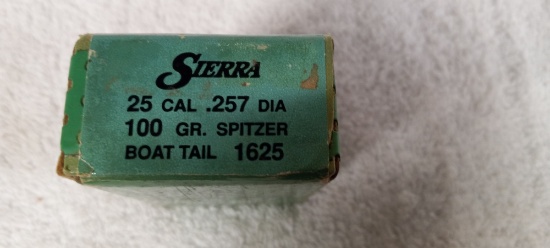 SIERRA
25 CAL .257 DIA
100 GR. SPITZER
BOAT TAIL 1625